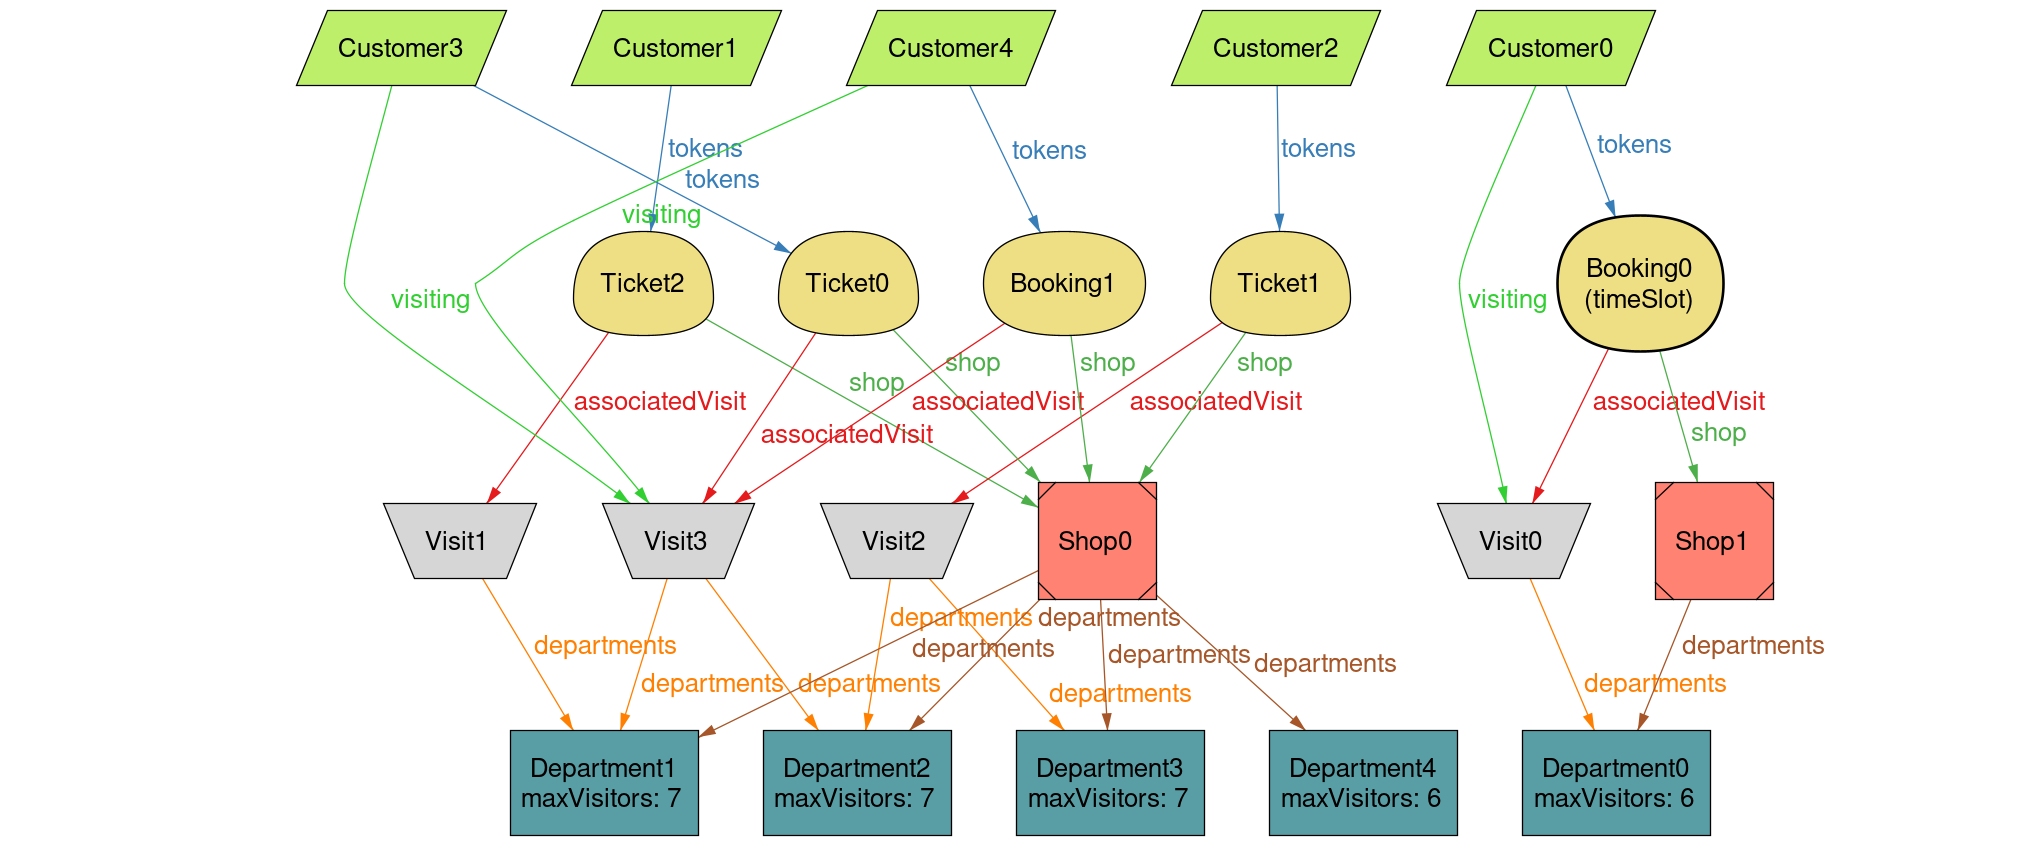 Customer3
Customer1
Customer4
Customer2
Customer0
tokens
tokens
tokens
tokens
tokens
visiting
Ticket2
Ticket0
Booking1
Ticket1
Booking0
(timeSlot)
visiting
visiting
shop
shop
shop
shop
associatedVisit
associatedVisit
associatedVisit
associatedVisit
associatedVisit
shop
Visit1
Visit3
Visit2
Shop0
Visit0
Shop1
departments
departments
departments
departments
departments
departments
departments
departments
departments
departments
departments
Department1
maxVisitors: 7
Department2
maxVisitors: 7
Department3
maxVisitors: 7
Department4
maxVisitors: 6
Department0
maxVisitors: 6